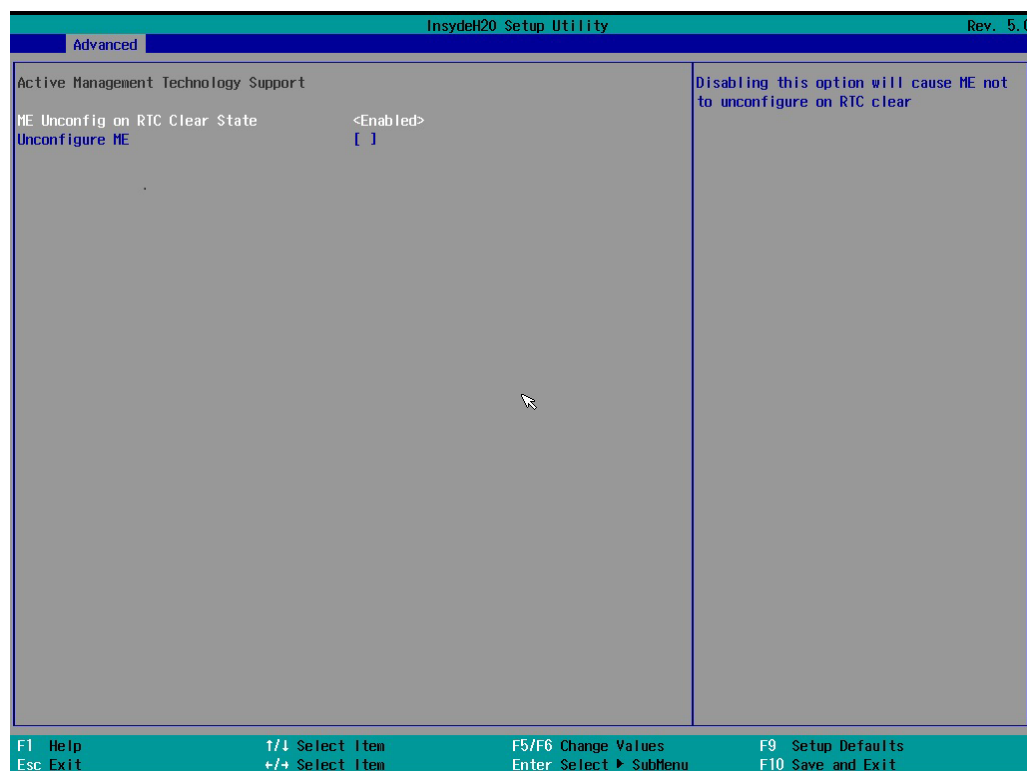 InsydeH20 Setup Utility Rev. 5.0
Advanced
Active Management Technology Support
ME Unconfig on RTC Clear State <Enabled>
Unconfigure ME [ ]
Disabling this option will cause ME not
to unconfigure on RTC clear
F1 Help ↑/↓ Select Item F5/F6 Change Values F9 Setup Defaults
Esc Exit ←/→ Select Item Enter Select ▶ SubMenu F10 Save and Exit